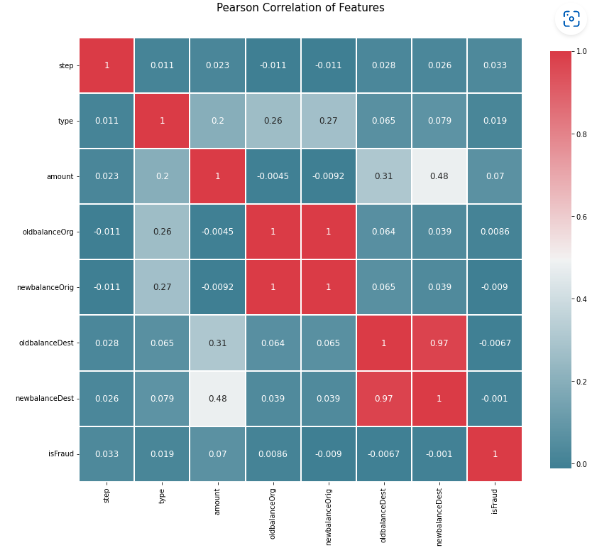 Pearson Correlation of Features
step 1 0.011 0.023 -0.011 -0.011 0.028 0.026 0.033
type 0.011 1 0.2 0.26 0.27 0.065 0.079 0.019
amount 0.023 0.2 1 -0.0045 -0.0092 0.31 0.48 0.07
oldbalanceOrg -0.011 0.26 -0.0045 1 1 0.064 0.039 0.0086
newbalanceOrig -0.011 0.27 -0.0092 1 1 0.065 0.039 -0.009
oldbalanceDest 0.028 0.065 0.31 0.064 0.065 1 0.97 -0.0067
newbalanceDest 0.026 0.079 0.48 0.039 0.039 0.97 1 -0.001
isFraud 0.033 0.019 0.07 0.0086 -0.009 -0.0067 -0.001 1
step type amount oldbalanceOrg newbalanceOrig oldbalanceDest newbalanceDest isFraud
1.0
0.8
0.6
0.4
0.2
0.0